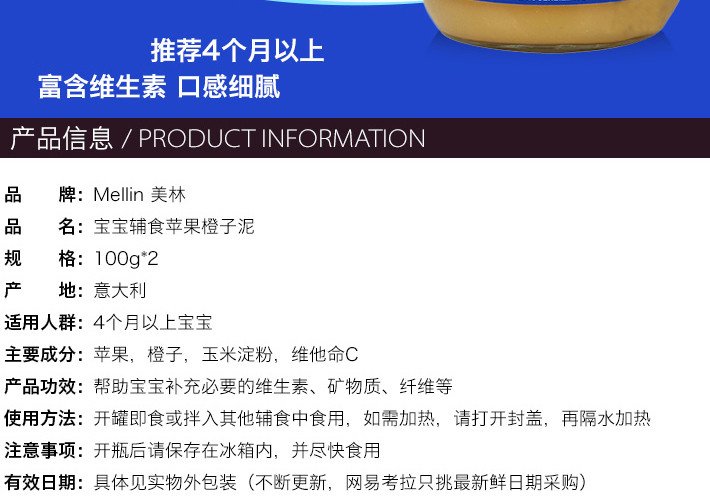 推荐4个月以上
富含维生素 口感细腻
产品信息 / PRODUCT INFORMATION
品 牌：Mellin 美林
品 名：宝宝辅食苹果橙子泥
规 格：100g*2
产 地：意大利
适用人群：4个月以上宝宝
主要成分：苹果，橙子，玉米淀粉，维他命C
产品功效：帮助宝宝补充必要的维生素、矿物质、纤维等
使用方法：开罐即食或拌入其他辅食中食用，如需加热，请打开封盖，再隔水加热
注意事项：开瓶后请保存在冰箱内，并尽快食用
有效日期：具体见实物外包装（不断更新，网易考拉只挑最新鲜日期采购）